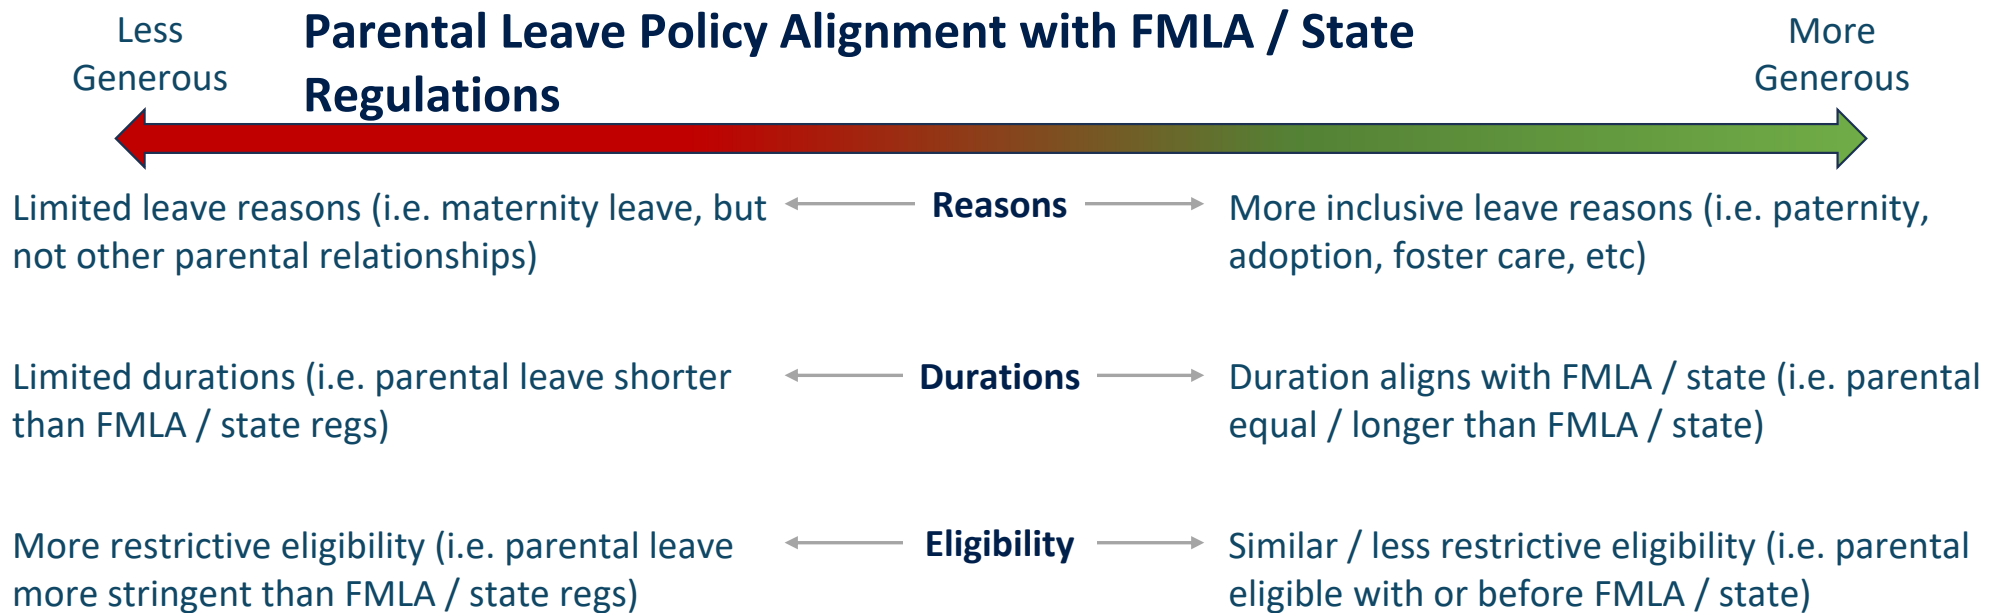 Less
Generous
Parental Leave Policy Alignment with FMLA / State
Regulations
More
Generous
Limited leave reasons (i.e. maternity leave, but
not other parental relationships)
Reasons
More inclusive leave reasons (i.e. paternity,
adoption, foster care, etc)
Limited durations (i.e. parental leave shorter
than FMLA / state regs)
Durations
Duration aligns with FMLA / state (i.e. parental
equal / longer than FMLA / state)
More restrictive eligibility (i.e. parental leave
more stringent than FMLA / state regs)
Eligibility
Similar / less restrictive eligibility (i.e. parental
eligible with or before FMLA / state)